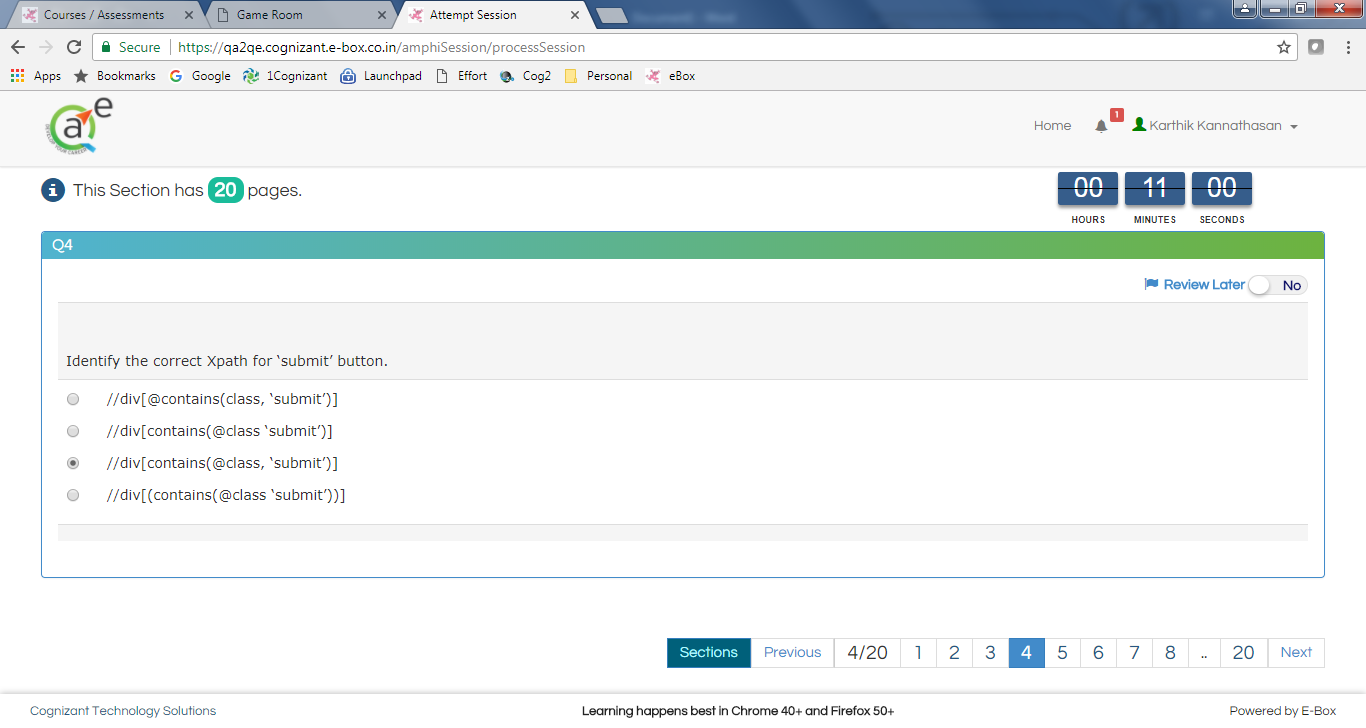 Courses / Assessments
Game Room
Attempt Session
Secure | https://qa2qe.cognizant.e-box.co.in/amphiSession/processSession
Apps Bookmarks Google 1Cognizant Launchpad Effort Cog2 Personal eBox
a e
Home 1 Karthik Kannathasan
This Section has 20 pages.
00 11 00
HOURS MINUTES SECONDS
Q4
Review Later No
Identify the correct Xpath for ‘submit’ button.
//div[@contains(class, ‘submit’)]
//div[contains(@class ‘submit’)]
//div[contains(@class, ‘submit’)]
//div[(contains(@class ‘submit’))]
Sections Previous 4/20 1 2 3 4 5 6 7 8 .. 20 Next
Cognizant Technology Solutions Learning happens best in Chrome 40+ and Firefox 50+ Powered by E-Box